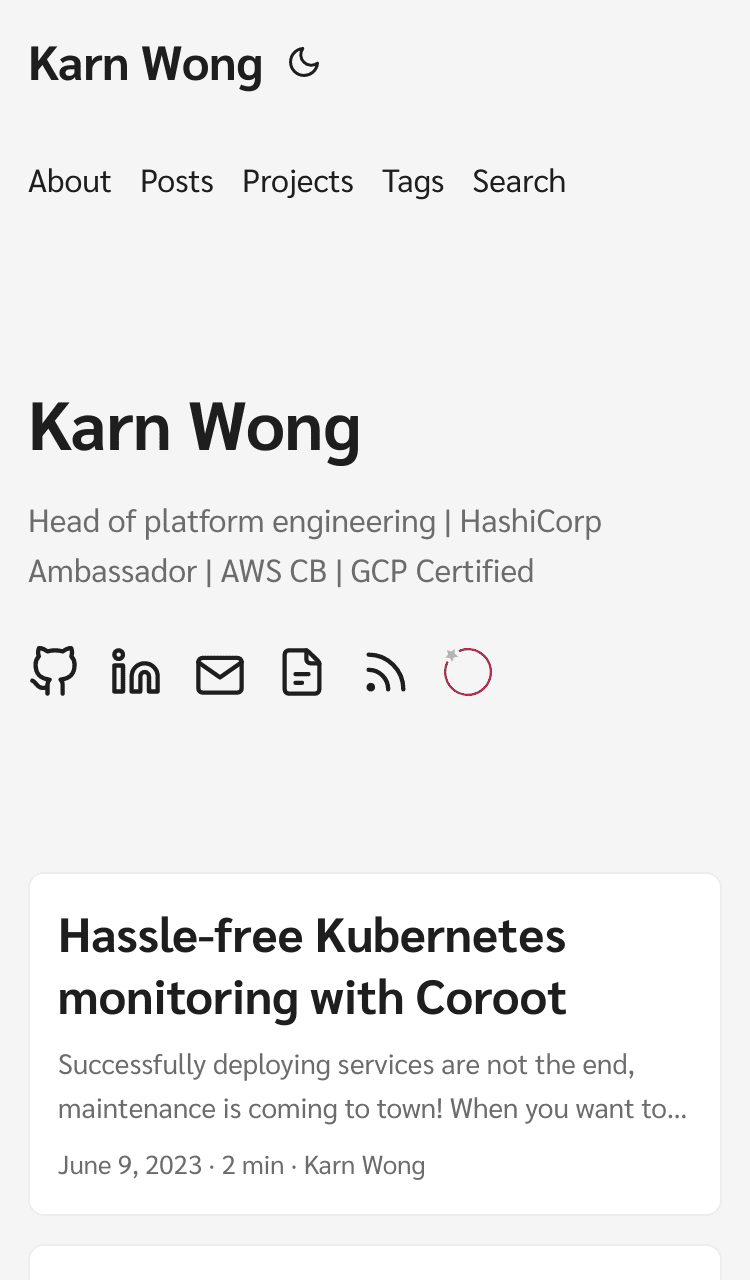 Karn Wong
About Posts Projects Tags Search
Karn Wong
Head of platform engineering | HashiCorp
Ambassador | AWS CB | GCP Certified
Hassle-free Kubernetes
monitoring with Coroot
Successfully deploying services are not the end,
maintenance is coming to town! When you want to...
June 9, 2023 · 2 min · Karn Wong